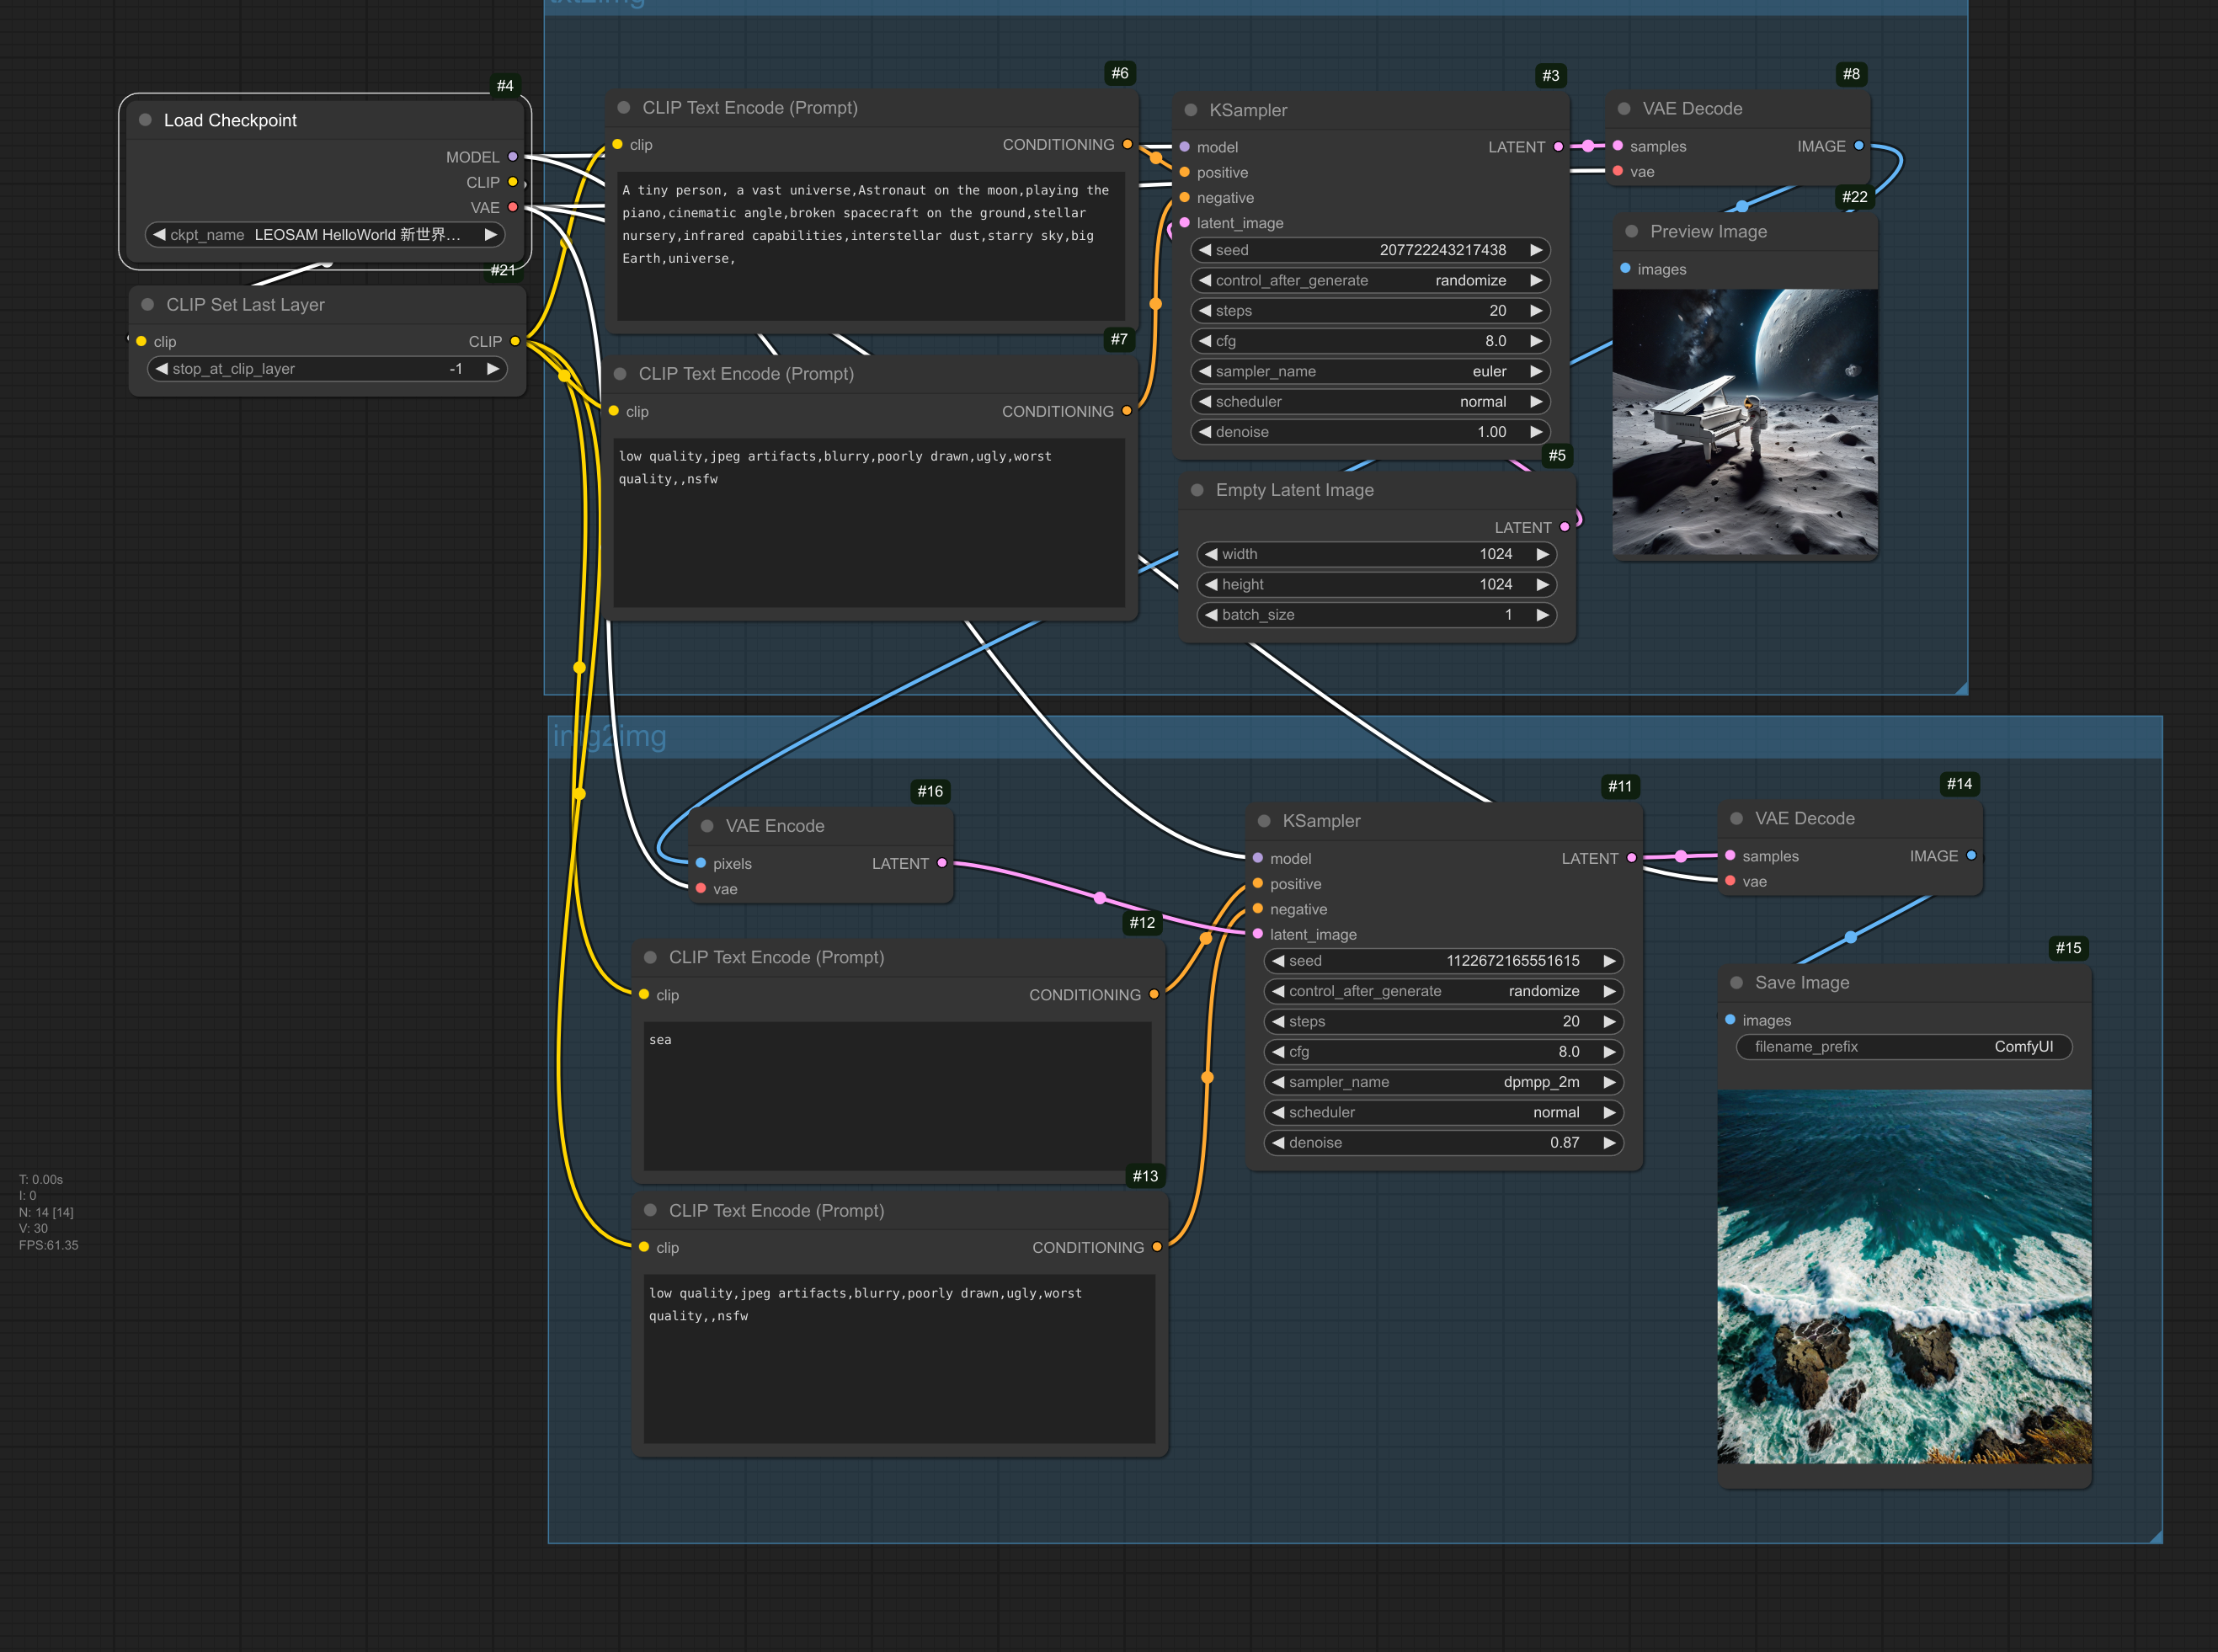 txt2img
#4
Load Checkpoint
MODEL
CLIP
VAE
ckpt_name LEOSAM HelloWorld 新世界...
#21
CLIP Set Last Layer
clip CLIP
stop_at_clip_layer -1
#6
CLIP Text Encode (Prompt)
clip CONDITIONING
A tiny person, a vast universe,Astronaut on the moon,playing the
piano,cinematic angle,broken spacecraft on the ground,stellar
nursery,infrared capabilities,interstellar dust,starry sky,big
Earth,universe,
#7
CLIP Text Encode (Prompt)
clip CONDITIONING
low quality,jpeg artifacts,blurry,poorly drawn,ugly,worst
quality,,nsfw
#3
KSampler
model LATENT
positive
negative
latent_image
seed 207722243217438
control_after_generate randomize
steps 20
cfg 8.0
sampler_name euler
scheduler normal
denoise 1.00
#5
Empty Latent Image
LATENT
width 1024
height 1024
batch_size 1
#8
VAE Decode
samples IMAGE
vae
#22
Preview Image
images
img2img
#16
VAE Encode
pixels LATENT
vae
#12
CLIP Text Encode (Prompt)
clip CONDITIONING
sea
#13
CLIP Text Encode (Prompt)
clip CONDITIONING
low quality,jpeg artifacts,blurry,poorly drawn,ugly,worst
quality,,nsfw
#11
KSampler
model LATENT
positive
negative
latent_image
seed 1122672165551615
control_after_generate randomize
steps 20
cfg 8.0
sampler_name dpmpp_2m
scheduler normal
denoise 0.87
#14
VAE Decode
samples IMAGE
vae
#15
Save Image
images
filename_prefix ComfyUI
T: 0.00s
I: 0
N: 14 [14]
V: 30
FPS:61.35